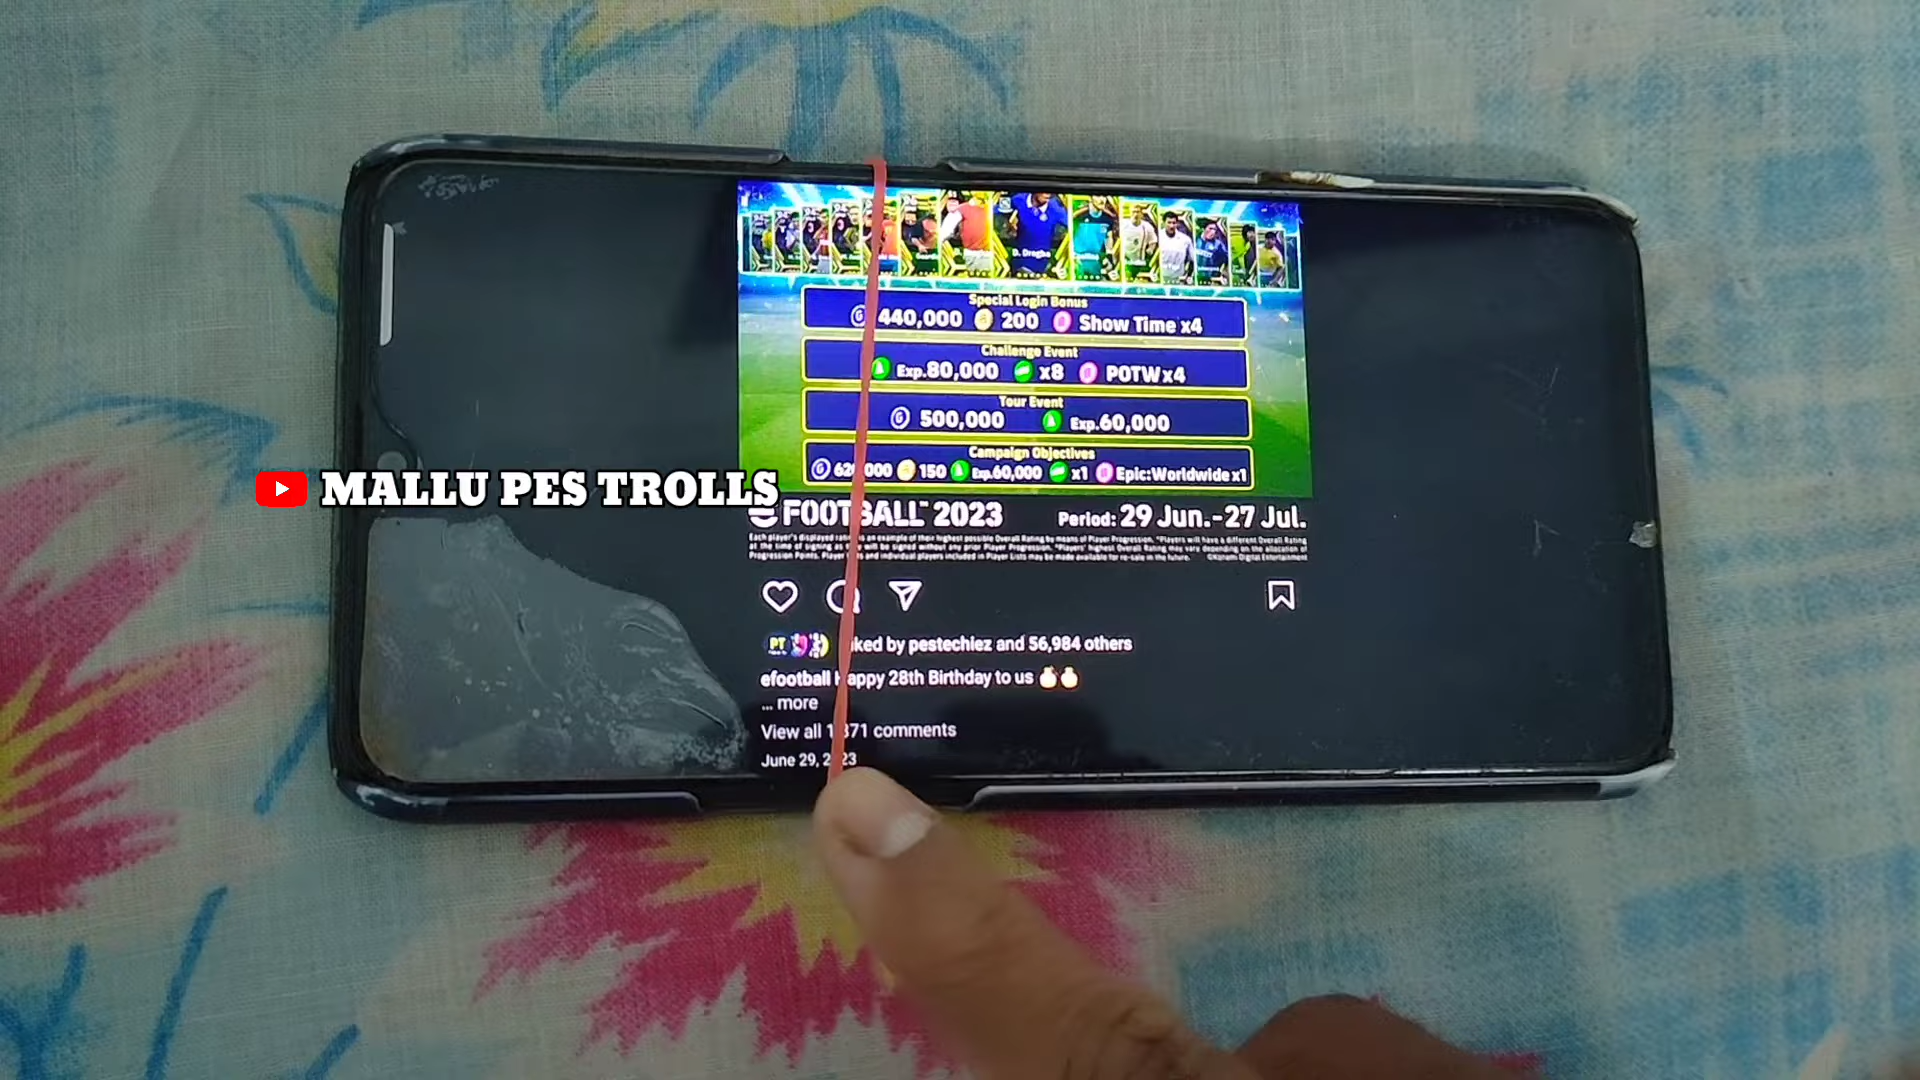 D. Drogba
Special Login Bonus
440,000 200 Show Time x4
Challenge Event
Exp.80,000 x8 POTW x4
Tour Event
500,000 Exp.60,000
Campaign Objectives
150 Exp.60,000 x1 Epic:Worldwide x1
MALLU PES TROLLS
FOOTBALL 2023 Period: 29 Jun.-27 Jul.
PT
by pestechiez and 56,984 others
efootball Happy 28th Birthday to us
... more
View all comments
June 29,